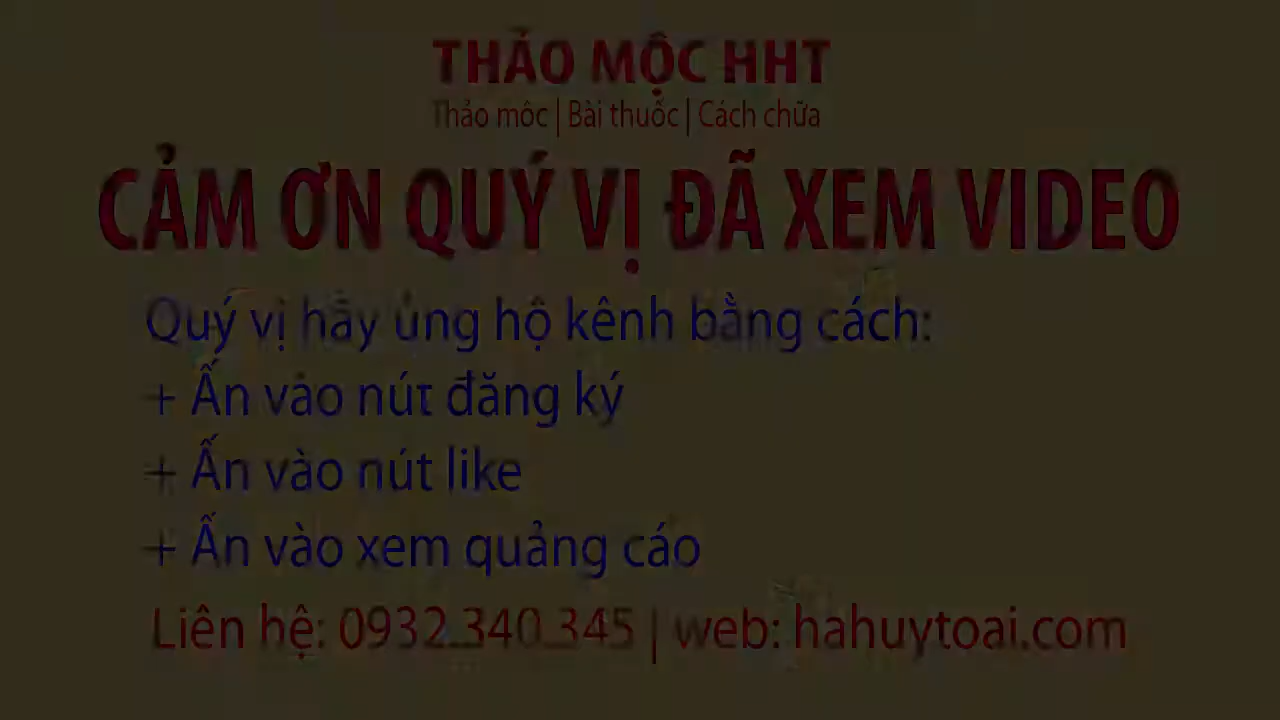 THẢO MỘC HHT
Thảo môc | Bài thuốc | Cách chữa
CẢM ƠN QUÝ VỊ ĐÃ XEM VIDEO
Quý vị hãy ủng hộ kênh bằng cách:
+ Ấn vào nút đăng ký
+ Ấn vào nút like
+ Ấn vào xem quảng cáo
Liên hệ: 0932.340.345 | web: hahuytoai.com